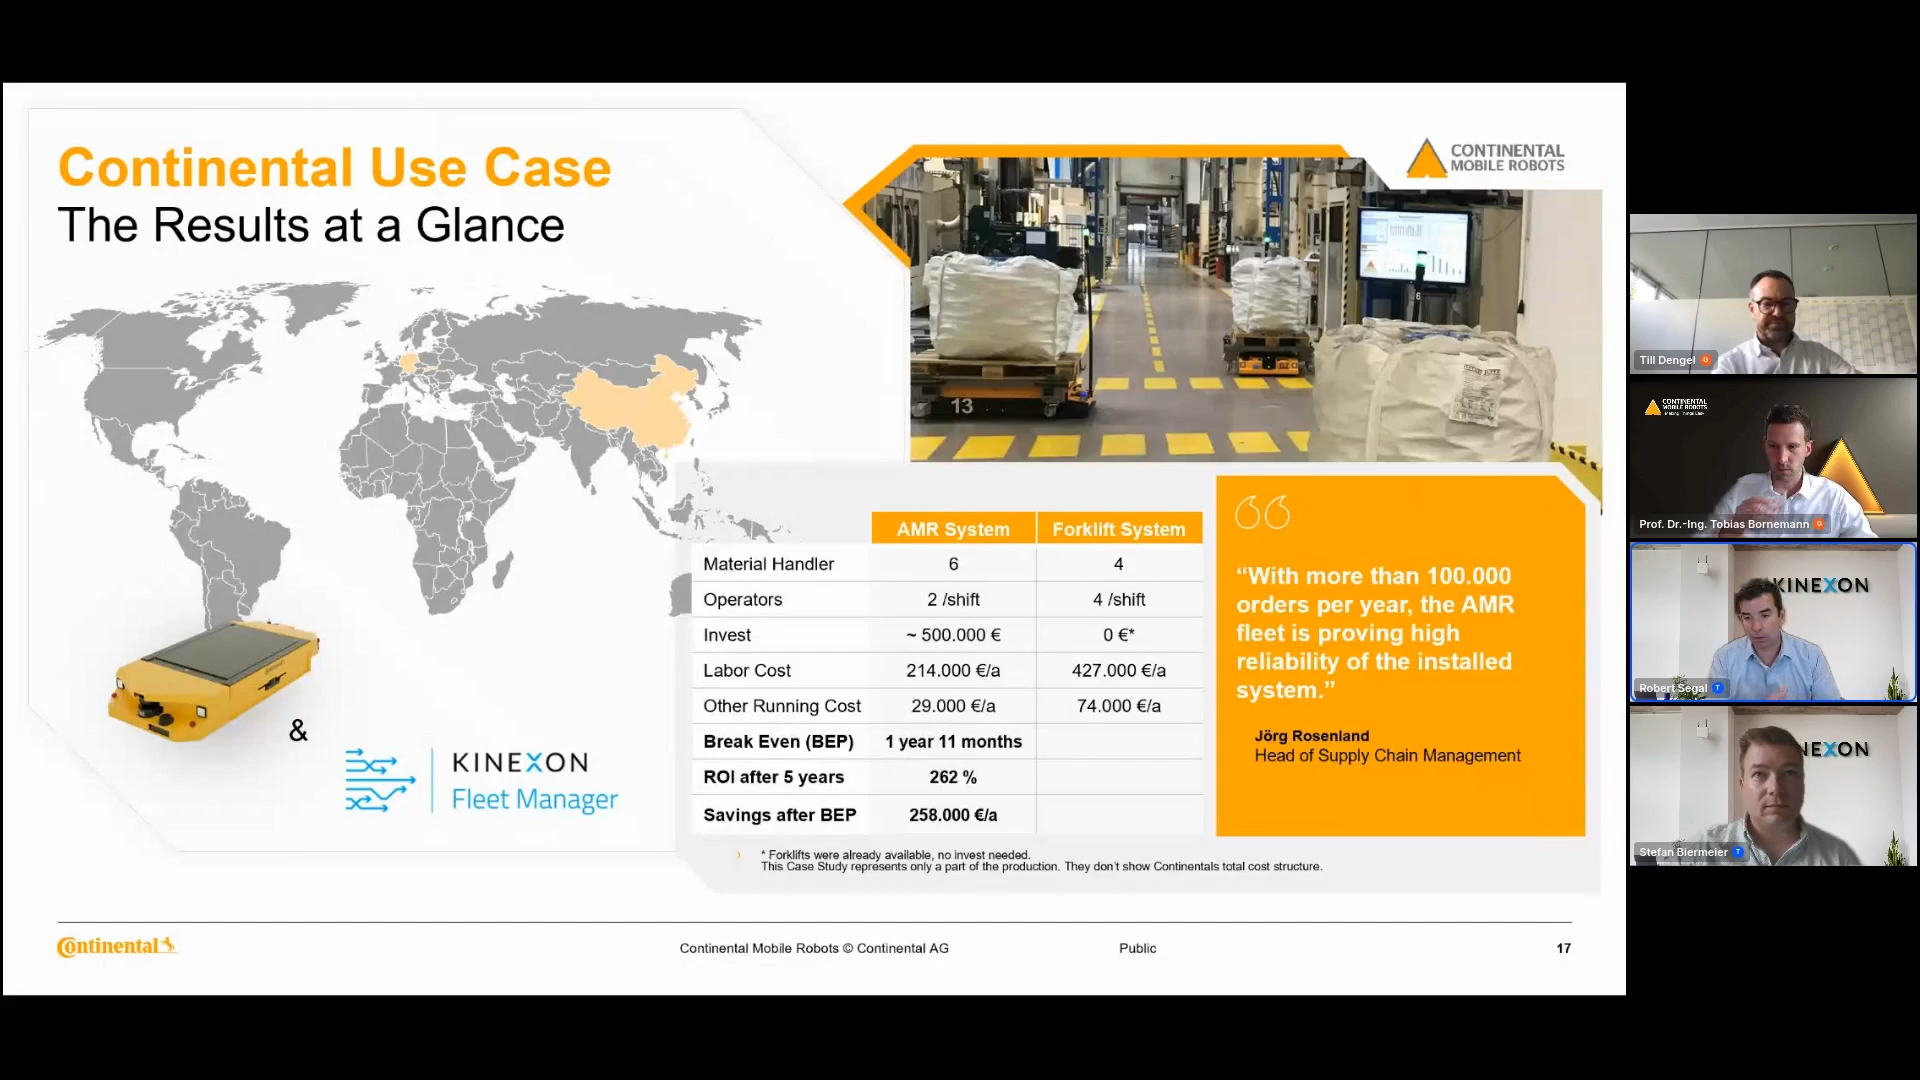 Continental Use Case
The Results at a Glance
CONTINENTAL
MOBILE ROBOTS
13
6
&
KINEXON
Fleet Manager
AMR System Forklift System
Material Handler 6 4
Operators 2 /shift 4 /shift
Invest ~ 500.000 € 0 €*
Labor Cost 214.000 €/a 427.000 €/a
Other Running Cost 29.000 €/a 74.000 €/a
Break Even (BEP) 1 year 11 months
ROI after 5 years 262 %
Savings after BEP 258.000 €/a
“With more than 100.000
orders per year, the AMR
fleet is proving high
reliability of the installed
system.”
Jörg Rosenland
Head of Supply Chain Management
* Forklifts were already available, no invest needed.
This Case Study represents only a part of the production. They don't show Continentals total cost structure.
Continental
Continental Mobile Robots © Continental AG
Public
17
Till Dengel G
CONTINENTAL
MOBILE ROBOTS
Prof. Dr.-Ing. Tobias Bornemann G
KINEXON
Robert Segal T
NEXON
Stefan Biermeier T